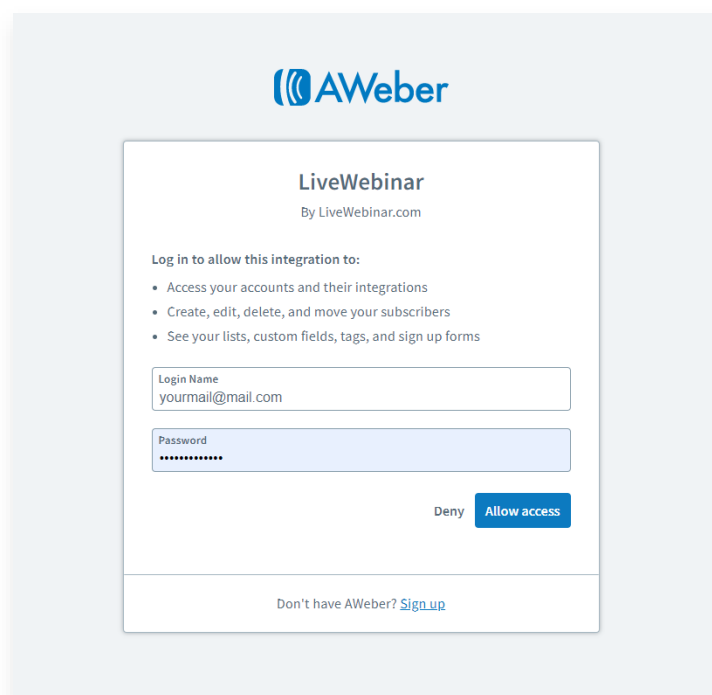 AWeber
LiveWebinar
By LiveWebinar.com
Log in to allow this integration to:
• Access your accounts and their integrations
• Create, edit, delete, and move your subscribers
• See your lists, custom fields, tags, and sign up forms
Login Name
yourmail@mail.com
Password
•••••••••••••
Deny Allow access
Don't have AWeber? Sign up